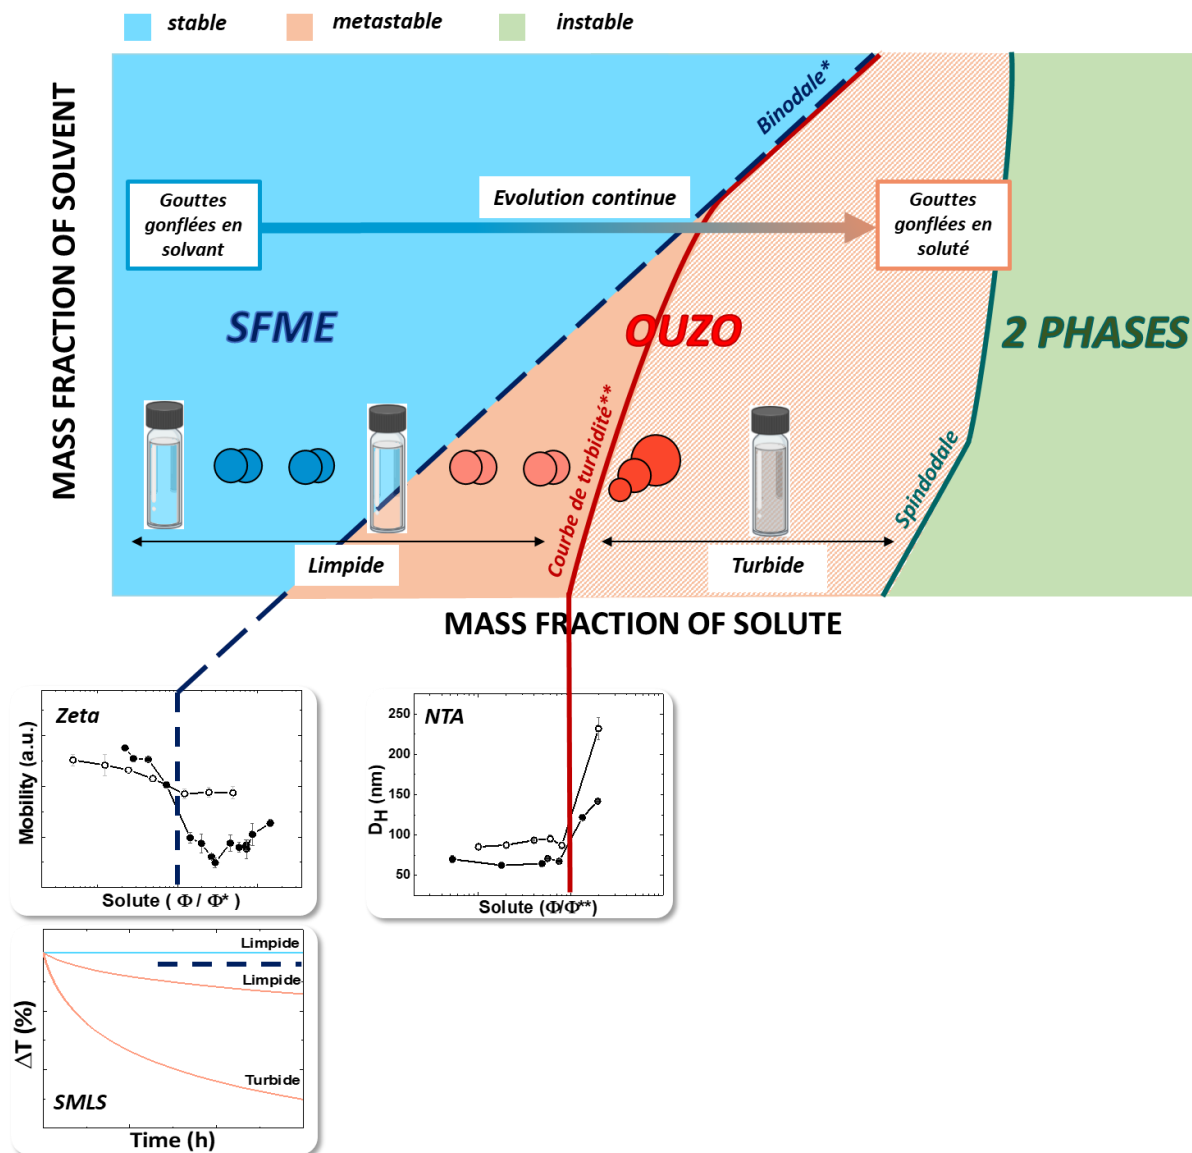 stable
metastable
instable
MASS FRACTION OF SOLVENT
Binodale*
Gouttes
gonflées en
solvant
Evolution continue
Gouttes
gonflées en
soluté
SFME
OUZO
2 PHASES
Courbe de turbidité**
Spindodale
Limpide
Turbide
MASS FRACTION OF SOLUTE
Zeta
Mobility (a.u.)
Solute ( Φ / Φ* )
NTA
250
200
150
100
50
D_H (nm)
Solute (Φ/Φ**)
Limpide
Limpide
Turbide
ΔT (%)
SMLS
Time (h)